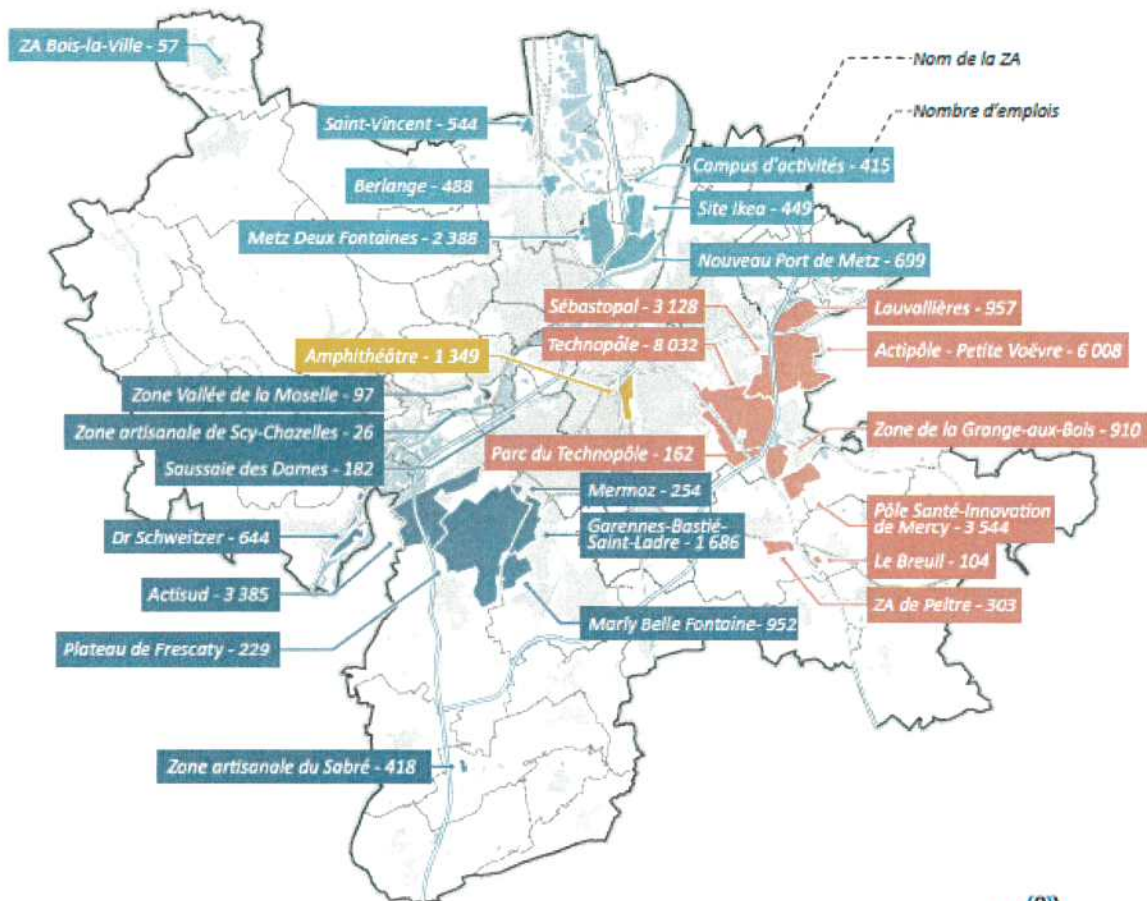 ZA Bois-la-Ville - 57
Nom de la ZA
Nombre d'emplois
Saint-Vincent - 544
Campus d'activités - 415
Berlange - 488
Site Ikea - 449
Metz Deux Fontaines - 2 388
Nouveau Port de Metz - 699
Sébastopol - 3 128
Lauvallières - 957
Technopôle - 8 032
Actipôle - Petite Voëvre - 6 008
Amphithéâtre - 1 349
Zone Vallée de la Moselle - 97
Zone artisanale de Scy-Chazelles - 26
Zone de la Grange-aux-Bois - 910
Parc du Technopôle - 162
Saussaie des Dames - 182
Mermoz - 254
Pôle Santé-Innovation
de Mercy - 3 544
Garennes-Bastié-
Saint-Ladre - 1 686
Dr Schweitzer - 644
Le Breuil - 104
Actisud - 3 385
ZA de Peltre - 303
Marly Belle Fontaine- 952
Plateau de Frescaty - 229
Zone artisanale du Sabré - 418